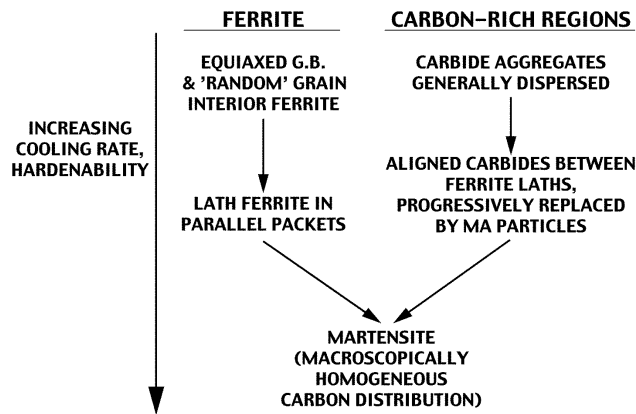 FERRITE
CARBON-RICH REGIONS
EQUIAXED G.B.
& 'RANDOM' GRAIN
INTERIOR FERRITE
CARBIDE AGGREGATES
GENERALLY DISPERSED
INCREASING
COOLING RATE,
HARDENABILITY
LATH FERRITE IN
PARALLEL PACKETS
ALIGNED CARBIDES BETWEEN
FERRITE LATHS,
PROGRESSIVELY REPLACED
BY MA PARTICLES
MARTENSITE
(MACROSCOPICALLY
HOMOGENEOUS
CARBON DISTRIBUTION)